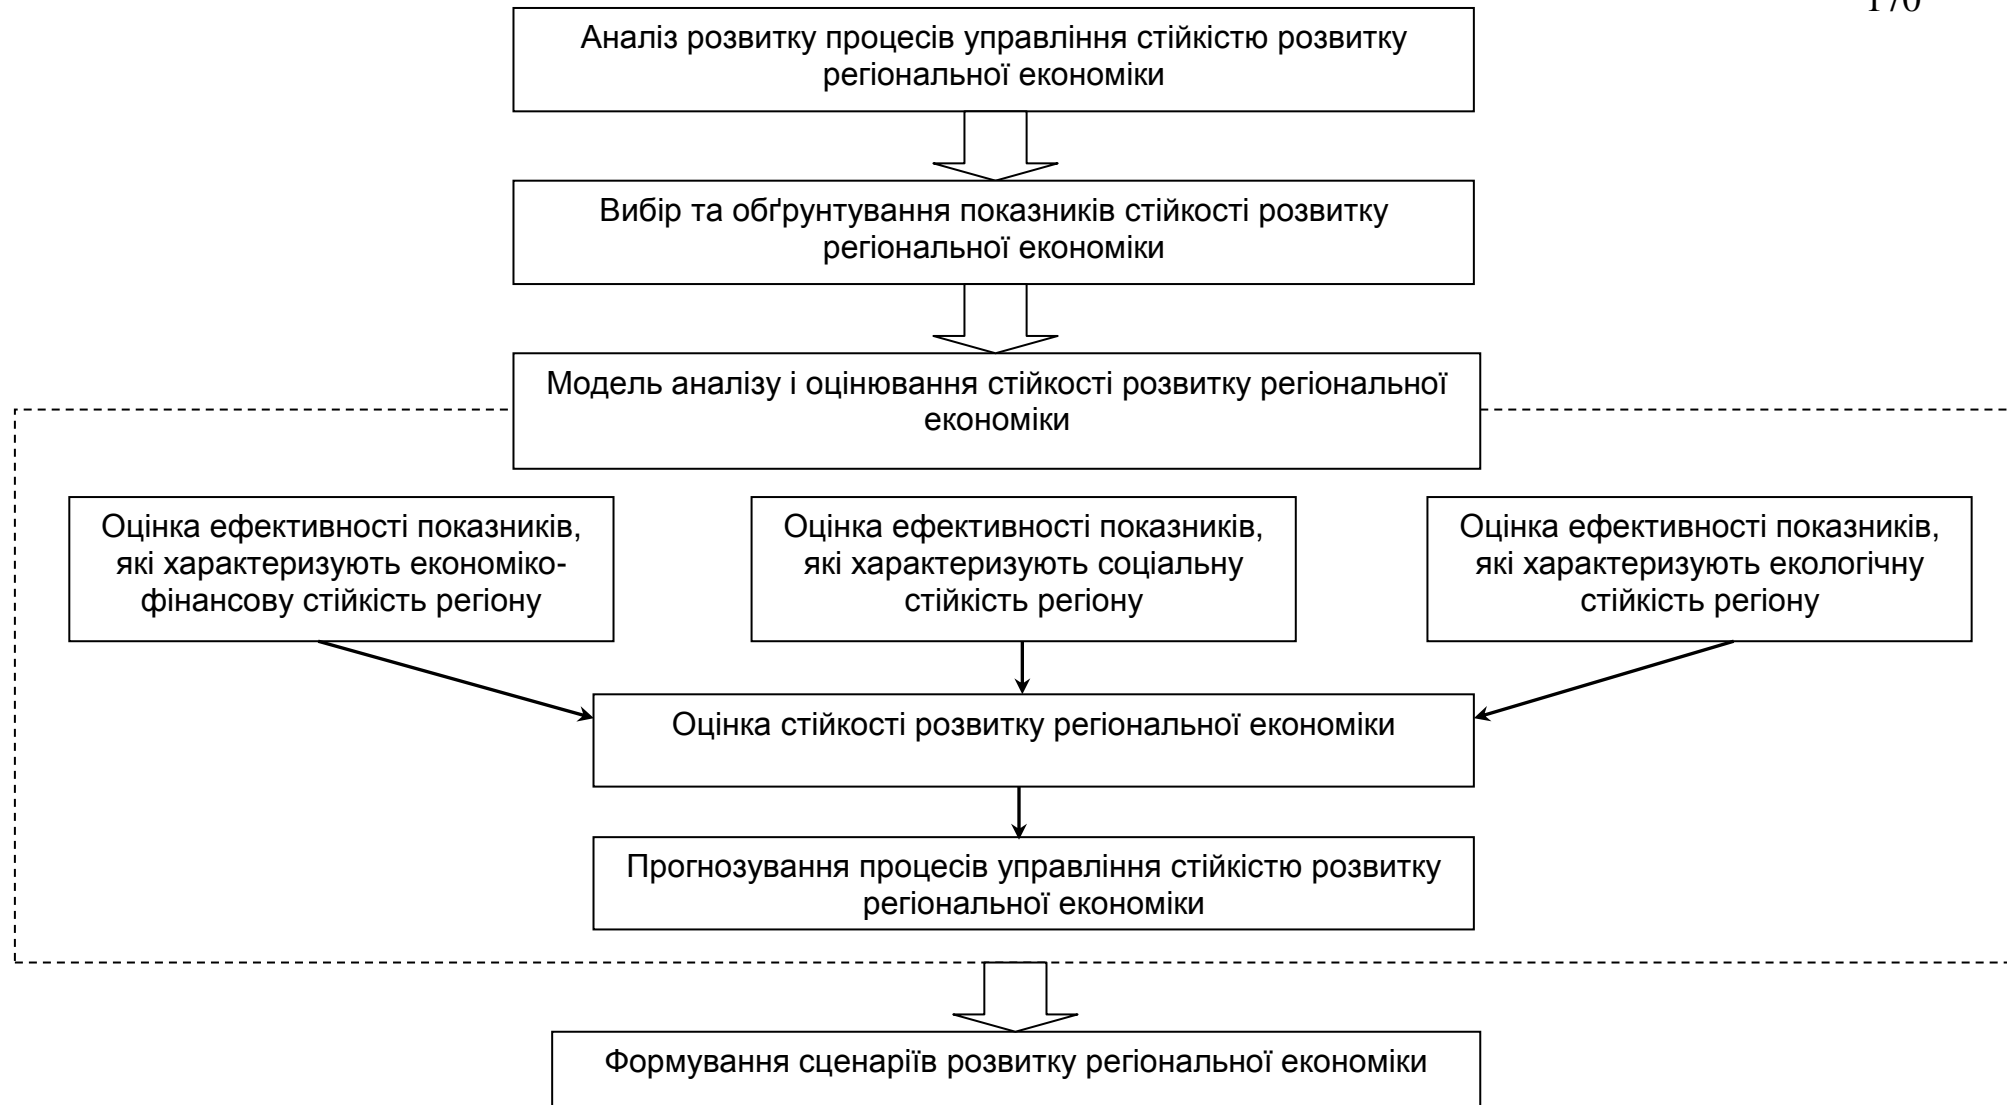 170
Аналіз розвитку процесів управління стійкістю розвитку
регіональної економіки
Вибір та обґрунтування показників стійкості розвитку
регіональної економіки
Модель аналізу і оцінювання стійкості розвитку регіональної
економіки
Оцінка ефективності показників,
які характеризують економіко-
фінансову стійкість регіону
Оцінка ефективності показників,
які характеризують соціальну
стійкість регіону
Оцінка ефективності показників,
які характеризують екологічну
стійкість регіону
Оцінка стійкості розвитку регіональної економіки
Прогнозування процесів управління стійкістю розвитку
регіональної економіки
Формування сценаріїв розвитку регіональної економіки